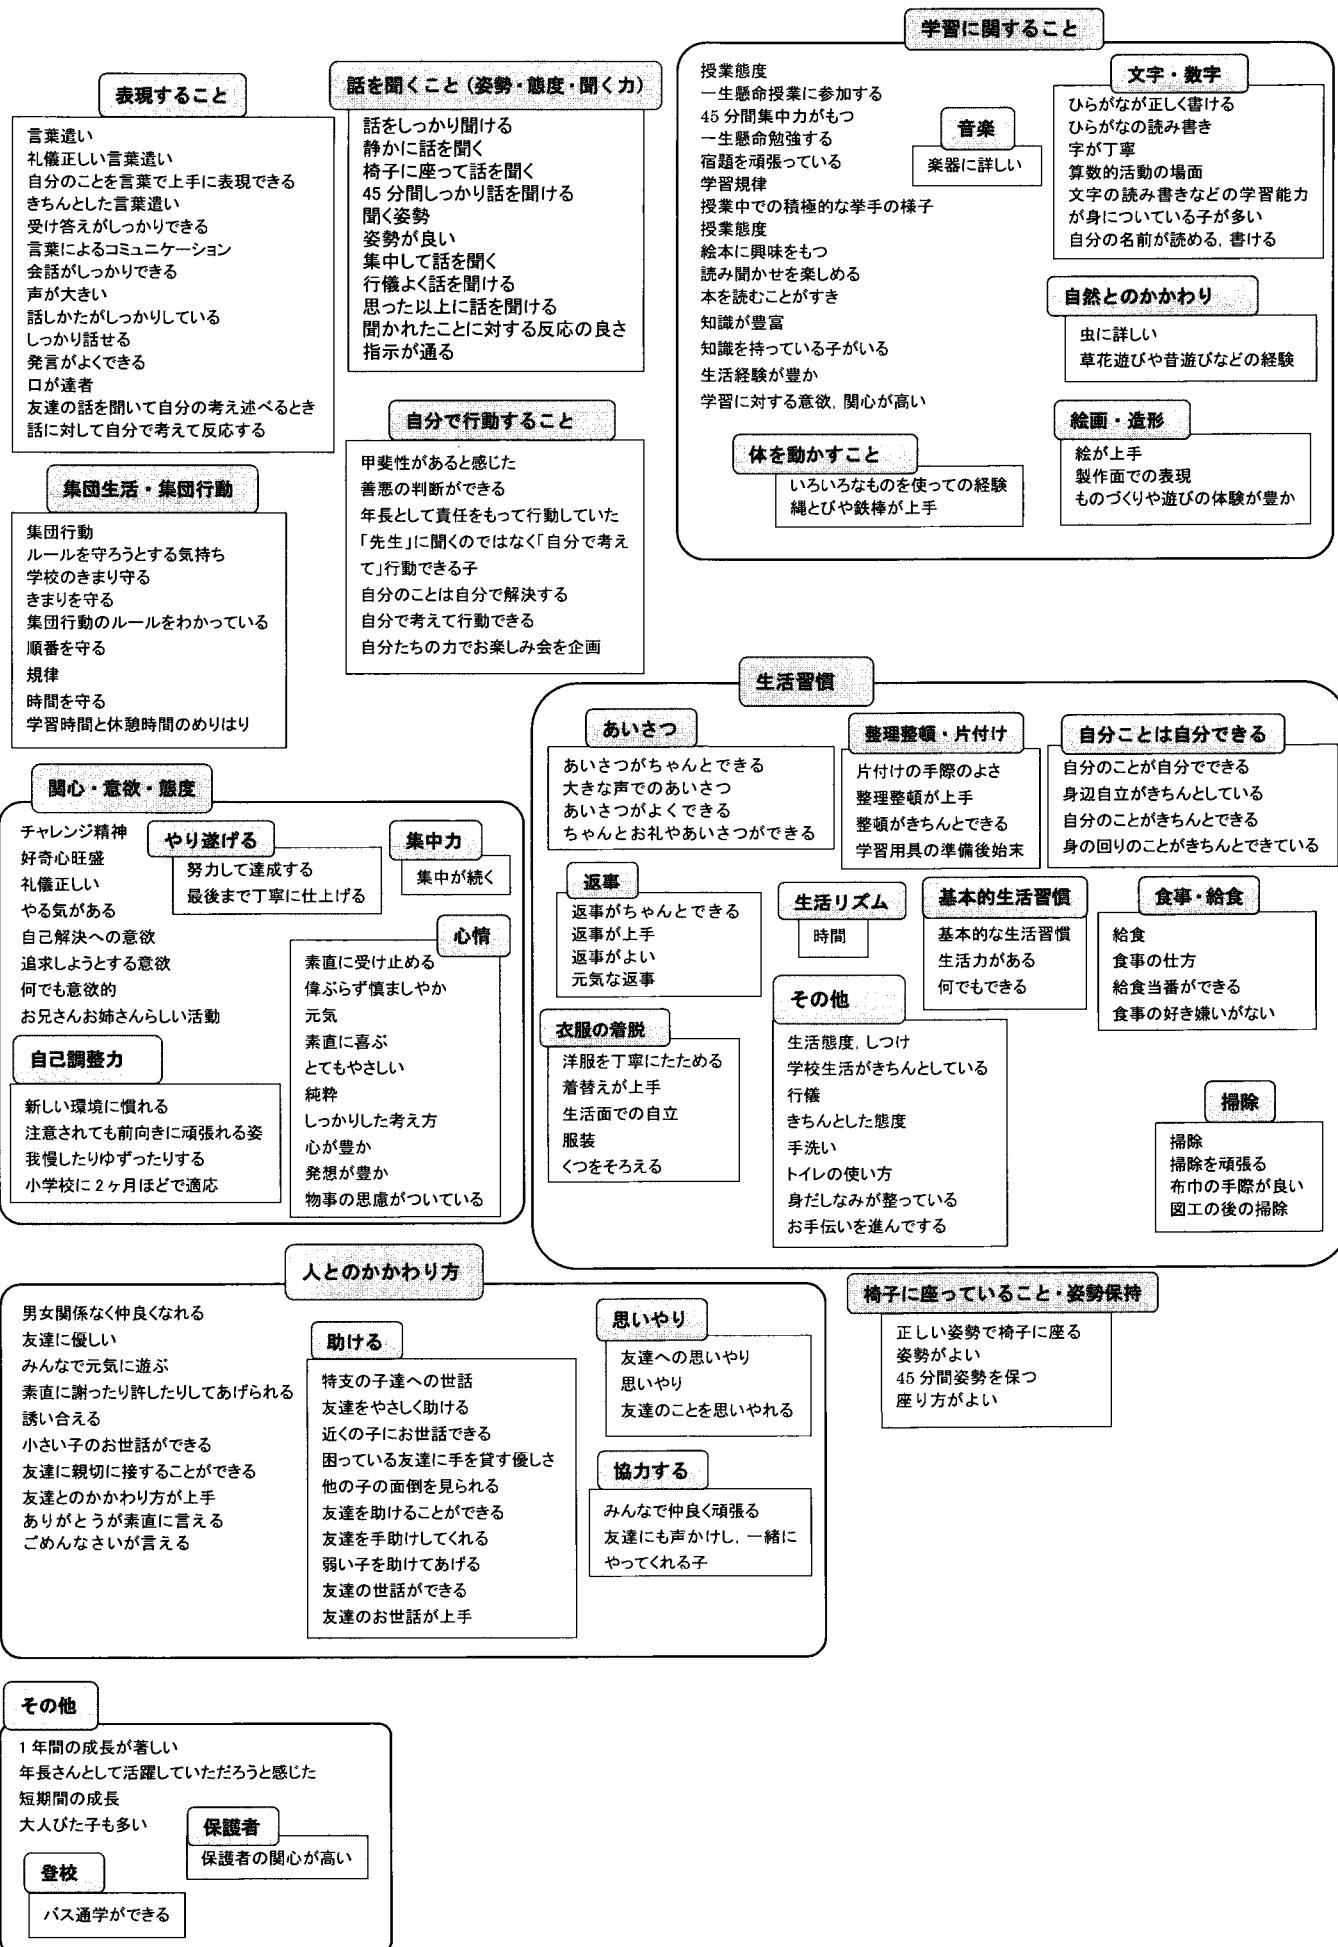 学習に関すること
授業態度
一生懸命授業に参加する
45分間集中力がもつ
一生懸命勉強する
宿題を頑張っている
学習規律
授業中での積極的な挙手の様子
授業態度
絵本に興味をもつ
読み聞かせを楽しめる
本を読むことがすき
知識が豊富
知識を持っている子がいる
生活経験が豊か
学習に対する意欲，関心が高い
音楽
楽器に詳しい
文字・数字
ひらがなが正しく書ける
ひらがなの読み書き
字が丁寧
算数的活動の場面
文字の読み書きなどの学習能力
が身についている子が多い
自分の名前が読める，書ける
自然とのかかわり
虫に詳しい
草花遊びや昔遊びなどの経験
絵画・造形
絵が上手
製作面での表現
ものづくりや遊びの体験が豊か
体を動かすこと
いろいろなものを使っての経験
縄とびや鉄棒が上手
表現すること
言葉遣い
礼儀正しい言葉遣い
自分のことを言葉で上手に表現できる
きちんとした言葉遣い
受け答えがしっかりできる
言葉によるコミュニケーション
会話がしっかりできる
声が大きい
話しかたがしっかりしている
しっかり話せる
発言がよくできる
口が達者
友達の話を聞いて自分の考え述べるとき
話に対して自分で考えて反応する
話を聞くこと（姿勢・態度・聞く力）
話をしっかり聞ける
静かに話を聞く
椅子に座って話を聞く
45分間しっかり話を聞ける
聞く姿勢
姿勢が良い
集中して話を聞く
行儀よく話を聞ける
思った以上に話を聞ける
聞かれたことに対する反応の良さ
指示が通る
自分で行動すること
甲斐性があると感じた
善悪の判断ができる
年長として責任をもって行動していた
「先生」に聞くのではなく「自分で考え
て」行動できる子
自分のことは自分で解決する
自分で考えて行動できる
自分たちの力でお楽しみ会を企画
集団生活・集団行動
集団行動
ルールを守ろうとする気持ち
学校のきまり守る
きまりを守る
集団行動のルールをわかっている
順番を守る
規律
時間を守る
学習時間と休憩時間のめりはり
生活習慣
あいさつ
あいさつがちゃんとできる
大きな声でのあいさつ
あいさつがよくできる
ちゃんとお礼やあいさつができる
整理整頓・片付け
片付けの手際のよさ
整理整頓が上手
整頓がきちんとできる
学習用具の準備後始末
自分ことは自分できる
自分のことが自分でできる
身辺自立がきちんとしている
自分のことがきちんとできる
身の回りのことがきちんとできている
返事
返事がちゃんとできる
返事が上手
返事がよい
元気な返事
生活リズム
時間
基本的生活習慣
基本的な生活習慣
生活力がある
何でもできる
食事・給食
給食
食事の仕方
給食当番ができる
食事の好き嫌いがない
衣服の着脱
洋服を丁寧にたためる
着替えが上手
生活面での自立
服装
くつをそろえる
その他
生活態度，しつけ
学校生活がきちんとしている
行儀
きちんとした態度
手洗い
トイレの使い方
身だしなみが整っている
お手伝いを進んでする
掃除
掃除
掃除を頑張る
布巾の手際が良い
図工の後の掃除
関心・意欲・態度
チャレンジ精神
好奇心旺盛
礼儀正しい
やる気がある
自己解決への意欲
追求しようとする意欲
何でも意欲的
お兄さんお姉さんらしい活動
やり遂げる
努力して達成する
最後まで丁寧に仕上げる
集中力
集中が続く
心情
素直に受け止める
偉ぶらず慎ましやか
元気
素直に喜ぶ
とてもやさしい
純粋
しっかりした考え方
心が豊か
発想が豊か
物事の思慮がついている
自己調整力
新しい環境に慣れる
注意されても前向きに頑張れる姿
我慢したりゆずったりする
小学校に2ヶ月ほどで適応
人とのかかわり方
男女関係なく仲良くなれる
友達に優しい
みんなで元気に遊ぶ
素直に謝ったり許したりしてあげられる
誘い合える
小さい子のお世話ができる
友達に親切に接することができる
友達とのかかわり方が上手
ありがとうが素直に言える
ごめんなさいが言える
助ける
特支の子達への世話
友達をやさしく助ける
近くの子にお世話できる
困っている友達に手を貸す優しさ
他の子の面倒を見られる
友達を助けることができる
友達を手助けしてくれる
弱い子を助けてあげる
友達の世話ができる
友達のお世話が上手
思いやり
友達への思いやり
思いやり
友達のことを思いやれる
協力する
みんなで仲良く頑張る
友達にも声かけし，一緒に
やってくれる子
椅子に座っていること・姿勢保持
正しい姿勢で椅子に座る
姿勢がよい
45分間姿勢を保つ
座り方がよい
その他
1年間の成長が著しい
年長さんとして活躍していただろうと感じた
短期間の成長
大人びた子も多い
保護者
保護者の関心が高い
登校
バス通学ができる